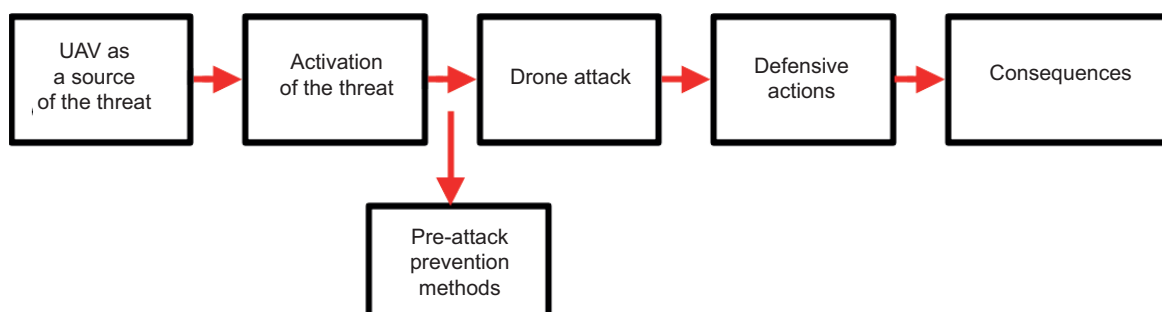 UAV as
a source
of the threat
Activation
of the threat
Drone attack
Defensive
actions
Consequences
Pre-attack
prevention
methods